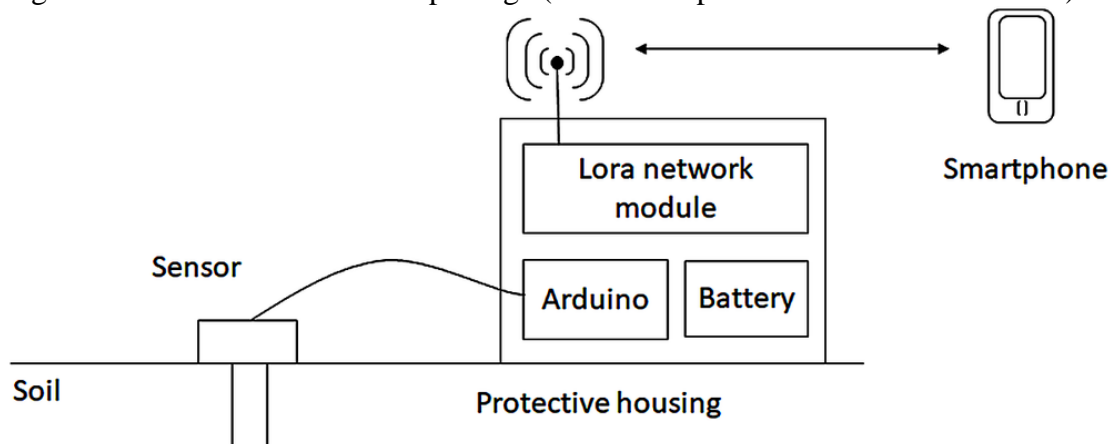 Lora network
module
Smartphone
Sensor
Arduino
Battery
Soil
Protective housing